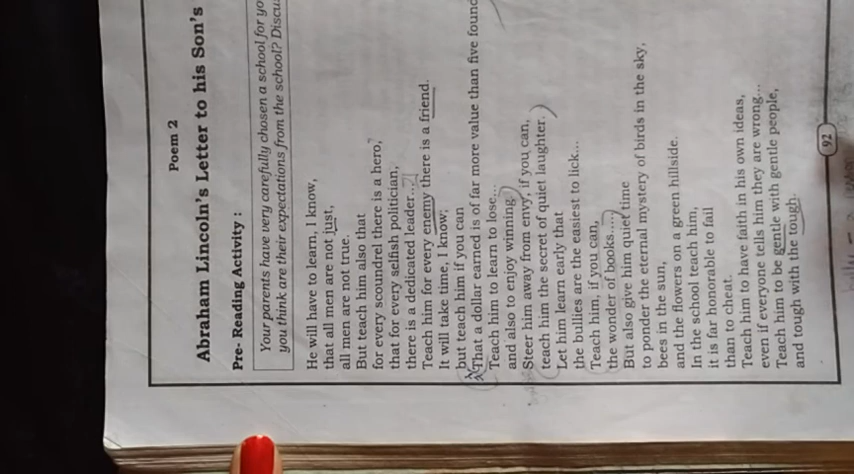 Poem 2
Abraham Lincoln's Letter to his Son's
Pre- Reading Activity :
Your parents have very carefully chosen a school for
you think are their expectations from the school?
He will have to learn, I know,
that all men are not just,
all men are not true.
But teach him also that
for every scoundrel there is a hero,
that for every selfish politician,
there is a dedicated leader...
Teach him for every enemy there is a friend.
It will take time, I know;
but teach him if you can
That a dollar earned is of far more value than five
Teach him to learn to lose...
and also to enjoy winning.
Steer him away from envy, if you can,
teach him the secret of quiet laughter.
Let him learn early that
the bullies are the easiest to lick...
Teach him, if you can,
the wonder of books.....
But also give him quiet time
to ponder the eternal mystery of birds in the sky,
bees in the sun,
and the flowers on a green hillside.
In the school teach him,
it is far honorable to fail
than to cheat.
Teach him to have faith in his own ideas,
even if everyone tells him they are wrong...
Teach him to be gentle with gentle people,
and tough with the tough.
92